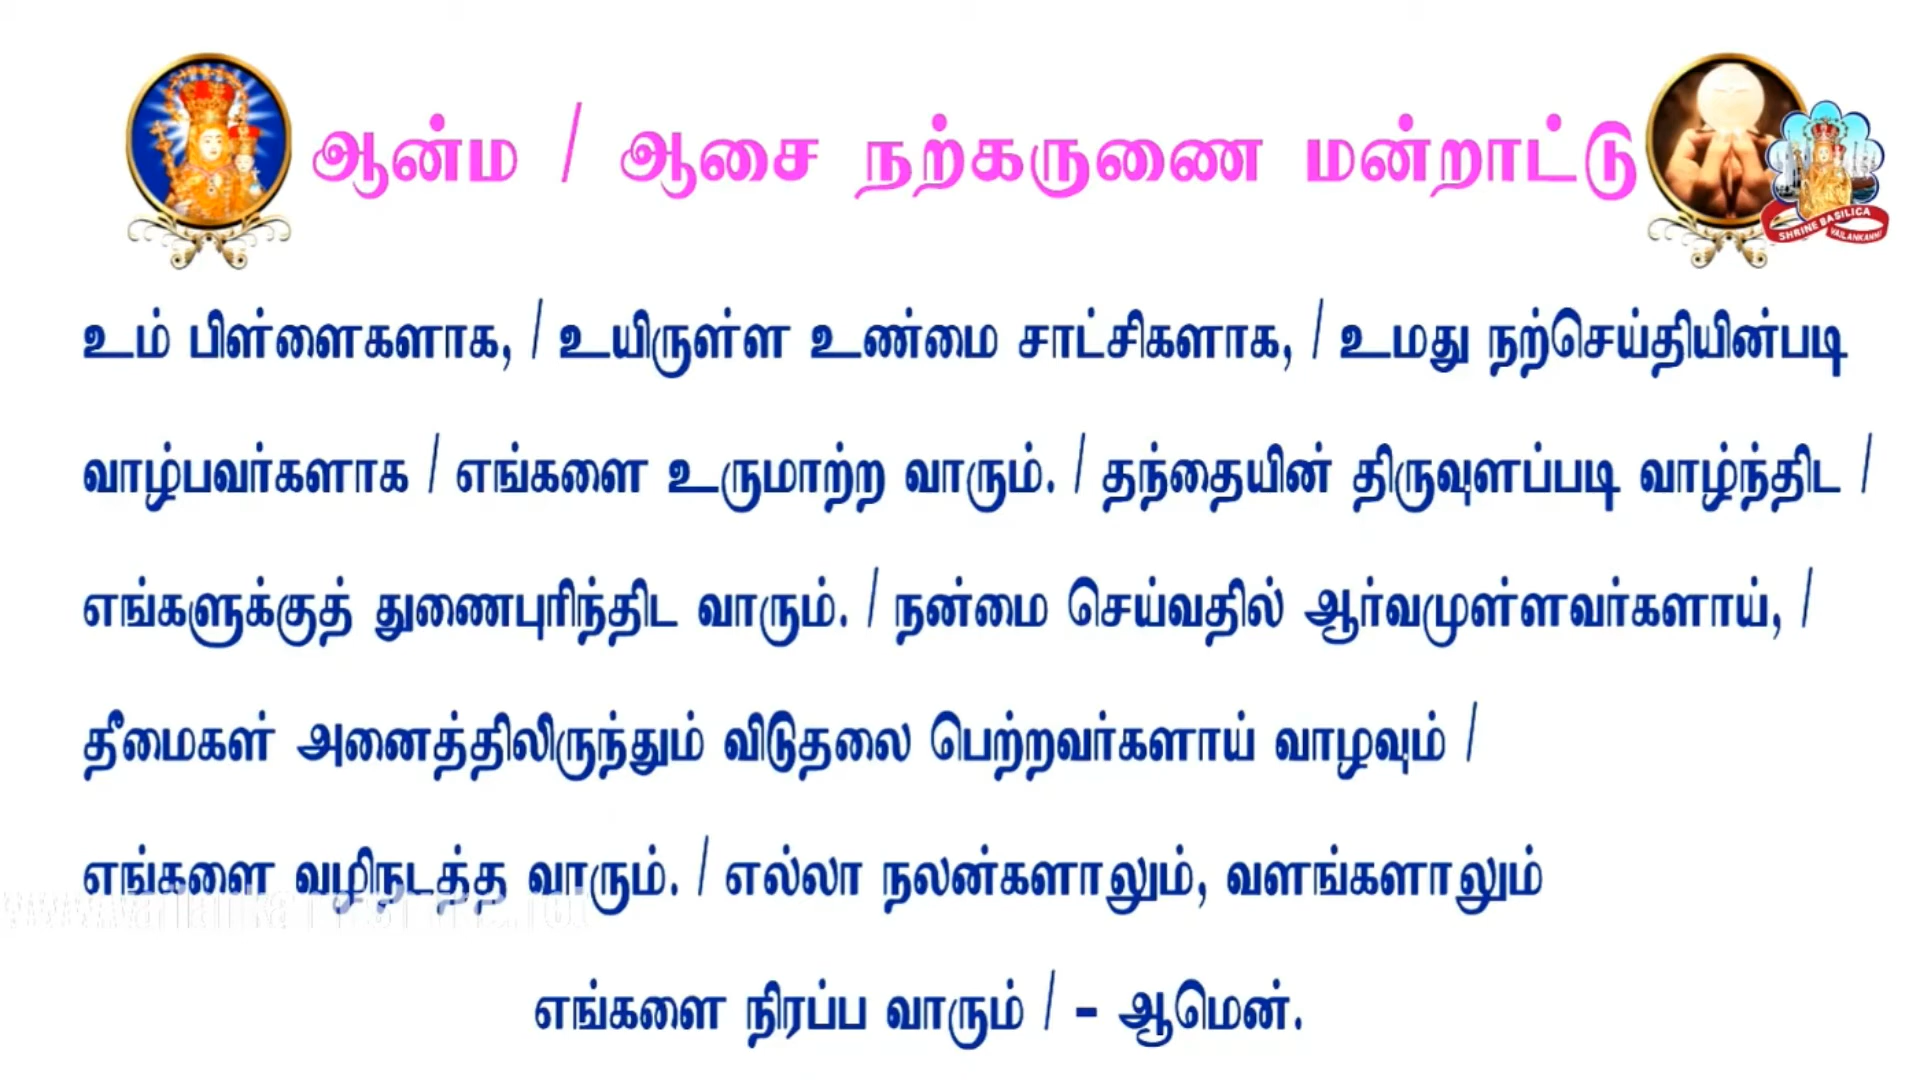 ஆன்ம / ஆசை நற்கருணை மன்றாட்டு
SHRINE BASILICA
VAILANKANNI
உம் பிள்ளைகளாக, / உயிருள்ள உண்மை சாட்சிகளாக, / உமது நற்செய்தியின்படி
வாழ்பவர்களாக / எங்களை உருமாற்ற வாரும். / தந்தையின் திருவுளப்படி வாழ்ந்திட /
எங்களுக்குத் துணைபுரிந்திட வாரும். / நன்மை செய்வதில் ஆர்வமுள்ளவர்களாய், /
தீமைகள் அனைத்திலிருந்தும் விடுதலை பெற்றவர்களாய் வாழவும் /
எங்களை வழிநடத்த வாரும். / எல்லா நலன்களாலும், வளங்களாலும்
எங்களை நிரப்ப வாரும் / - ஆமென்.